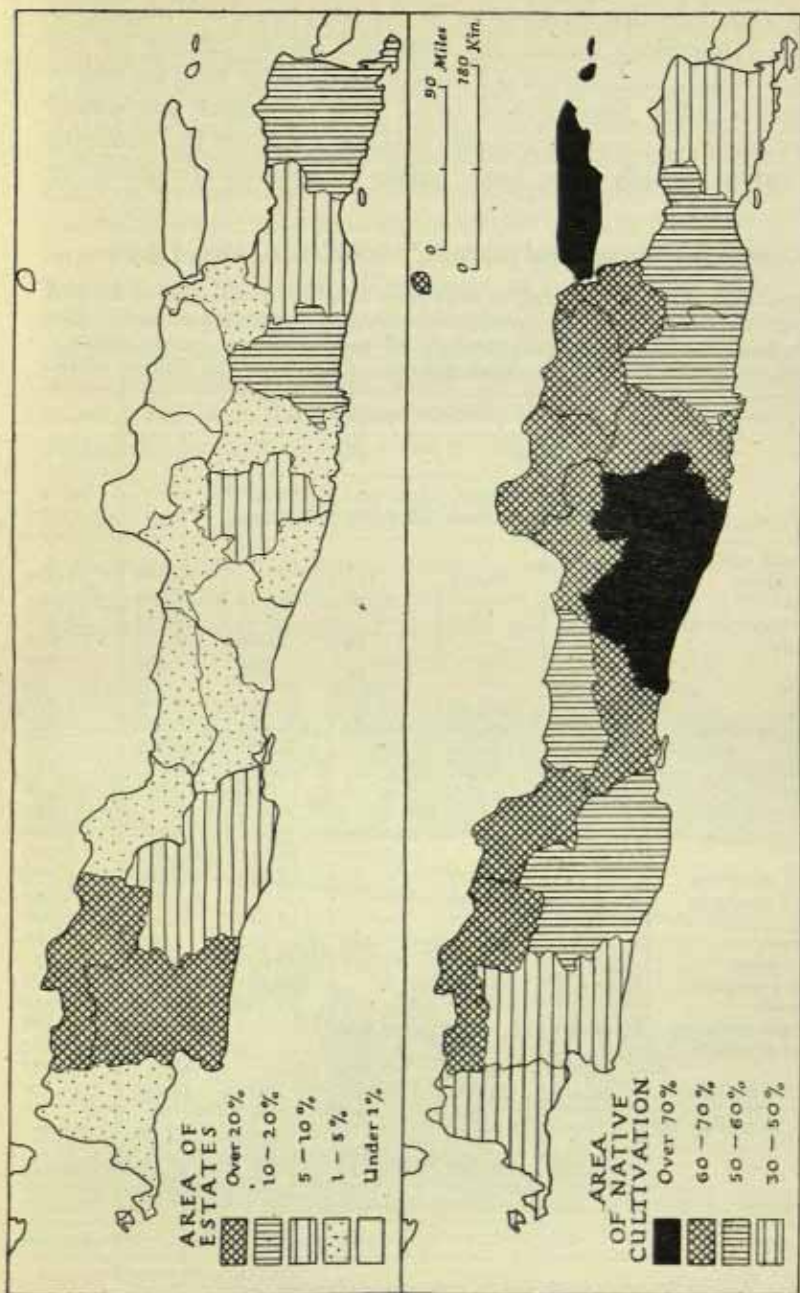 AREA OF
ESTATES
Over 20%
10–20%
5–10%
1–5%
Under 1%
0 90 Miles
0 180 Km.
AREA
OF NATIVE
CULTIVATION
Over 70%
60–70%
50–60%
30–50%